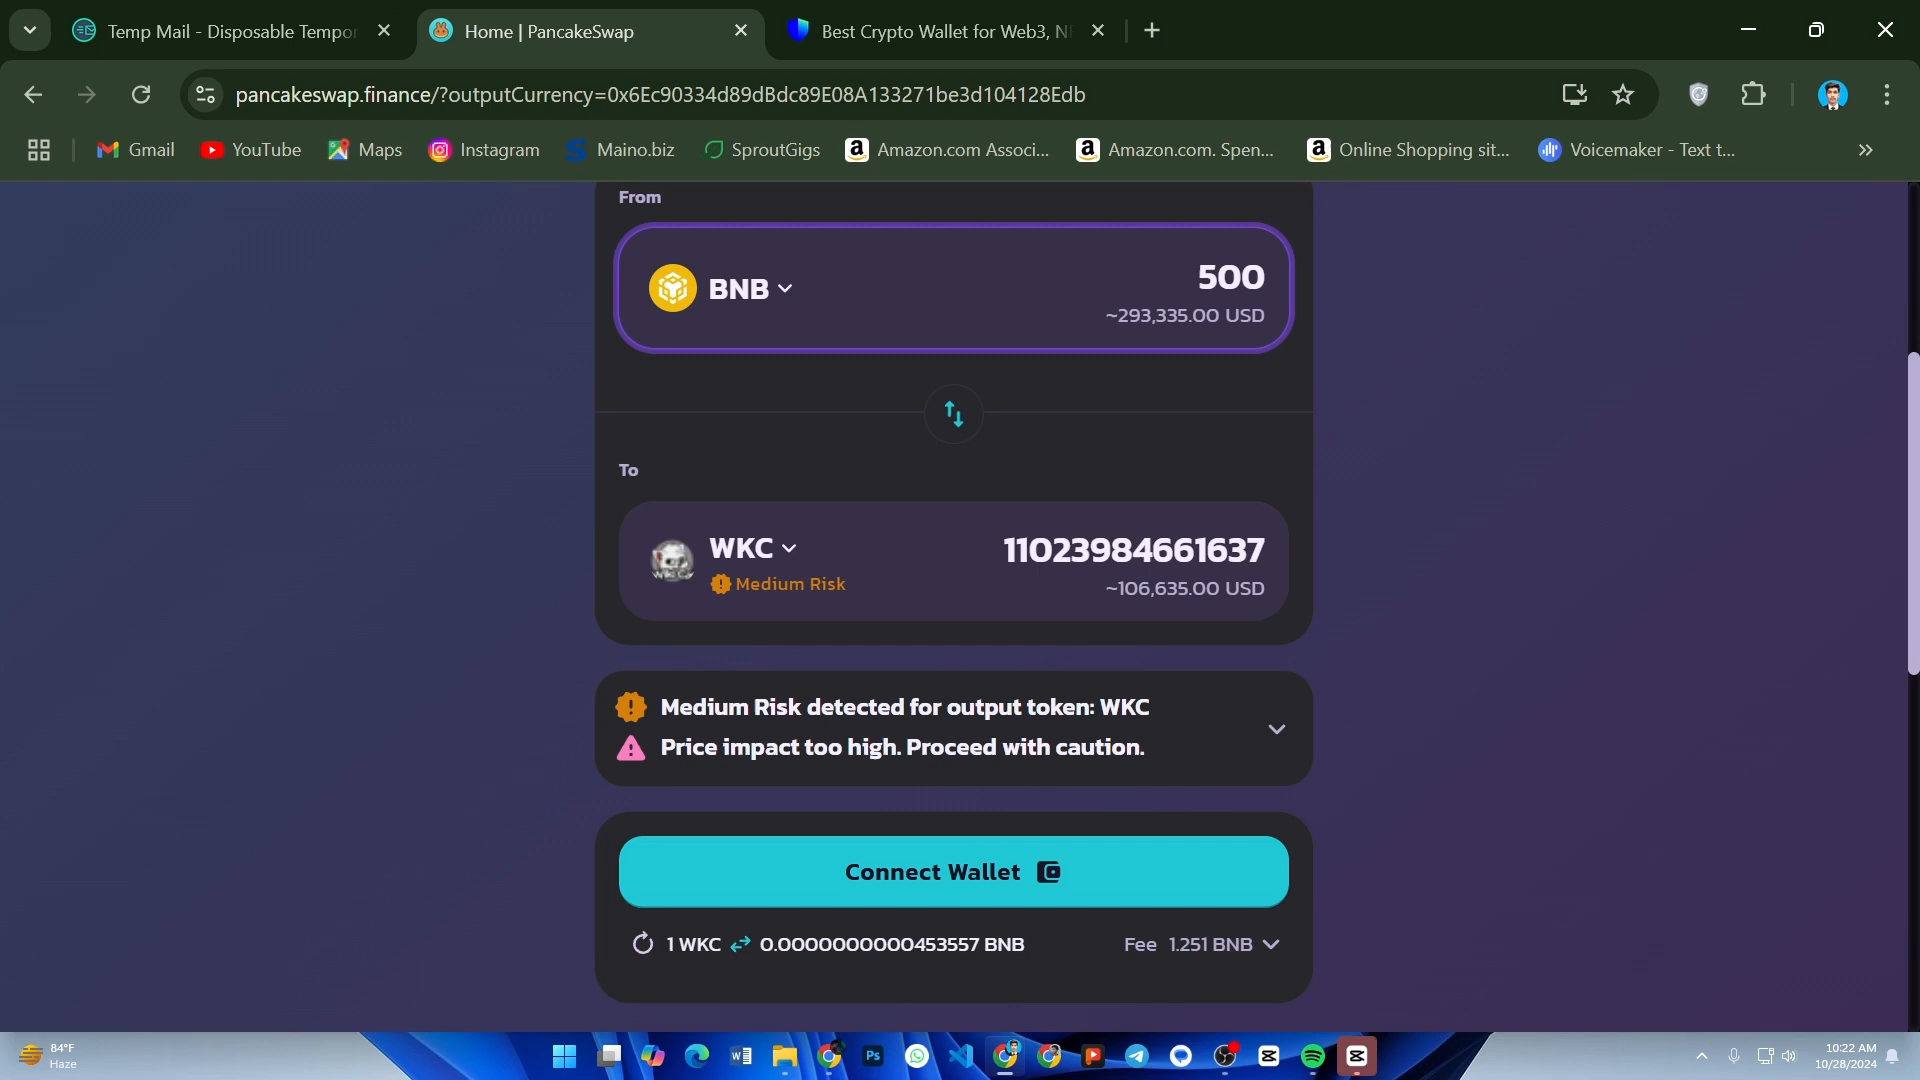 Temp Mail - Disposable Tempor
Home | PancakeSwap
Best Crypto Wallet for Web3, N
pancakeswap.finance/?outputCurrency=0x6Ec90334d89dBdc89E08A133271be3d104128Edb
Gmail
YouTube
Maps
Instagram
Maino.biz
SproutGigs
Amazon.com Associ...
Amazon.com. Spen...
Online Shopping sit...
Voicemaker - Text t...
From
BNB
500
~293,335.00 USD
To
WKC
Medium Risk
11023984661637
~106,635.00 USD
Medium Risk detected for output token: WKC
Price impact too high. Proceed with caution.
Connect Wallet
1 WKC 0.0000000000453557 BNB
Fee 1.251 BNB
84°F
Haze
10:22 AM
10/28/2024